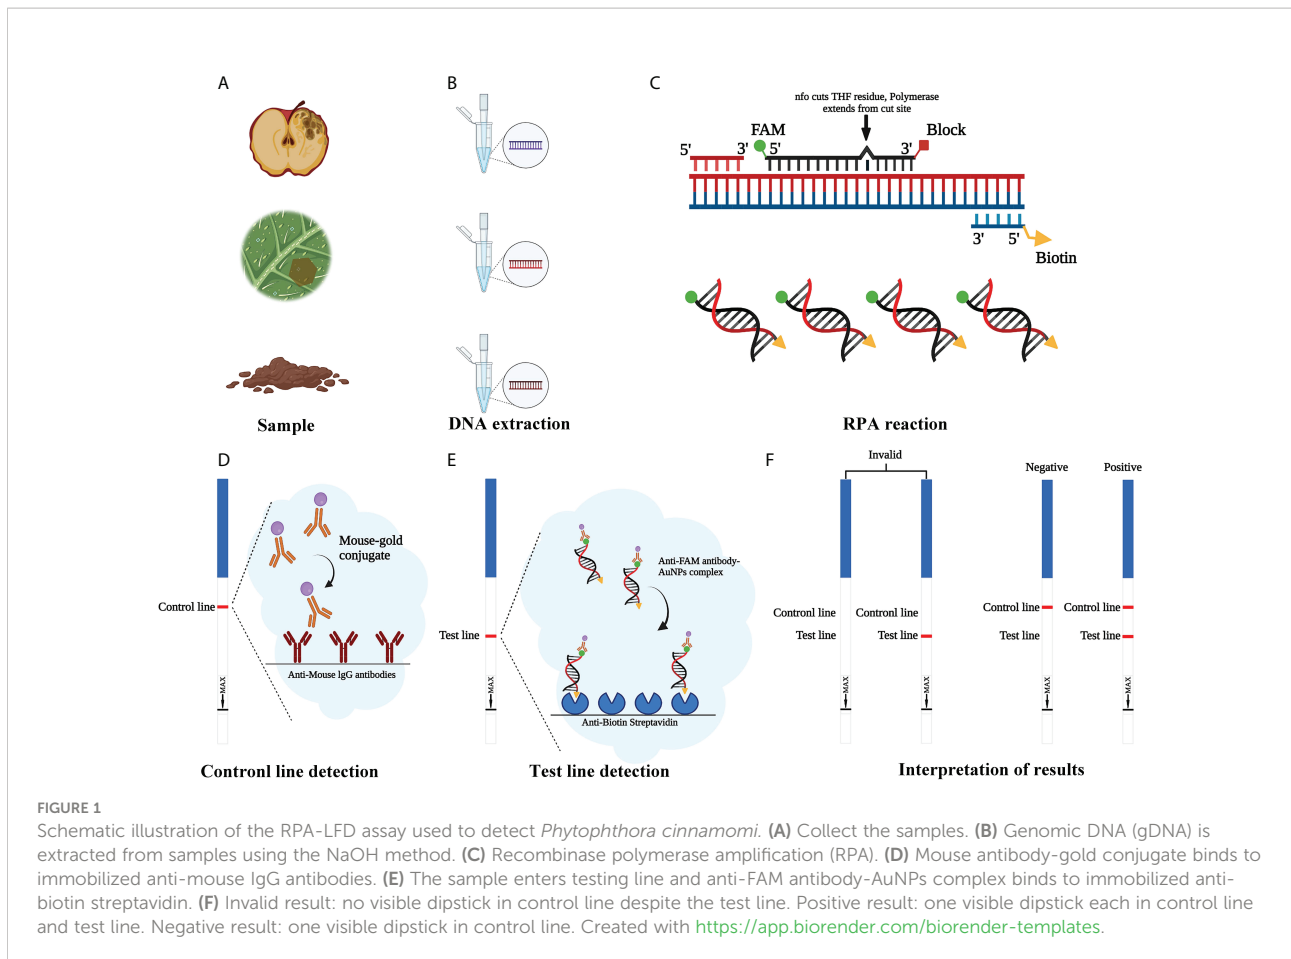 A
B
C
nfo cuts THF residue, Polymerase
extends from cut site
FAM
Block
5'
3'
5'
3'
3'
5'
Biotin
Sample
DNA extraction
RPA reaction
D
E
F
Mouse-gold
conjugate
Control line
Anti-Mouse lgG antibodies
MAX
Contronl line detection
Anti-FAM antibody-
AuNPs complex
Test line
Anti-Biotin Streptavidin
MAX
Test line detection
Invalid
Negative
Positive
Contronl line
Contronl line
Control line
Control line
Test line
Test line
Test line
Test line
MAX
MAX
MAX
MAX
Interpretation of results
FIGURE 1
Schematic illustration of the RPA-LFD assay used to detect Phytophthora cinnamomi. (A) Collect the samples. (B) Genomic DNA (gDNA) is
extracted from samples using the NaOH method. (C) Recombinase polymerase amplification (RPA). (D) Mouse antibody-gold conjugate binds to
immobilized anti-mouse IgG antibodies. (E) The sample enters testing line and anti-FAM antibody-AuNPs complex binds to immobilized anti-
biotin streptavidin. (F) Invalid result: no visible dipstick in control line despite the test line. Positive result: one visible dipstick each in control line
and test line. Negative result: one visible dipstick in control line. Created with https://app.biorender.com/biorender-templates.